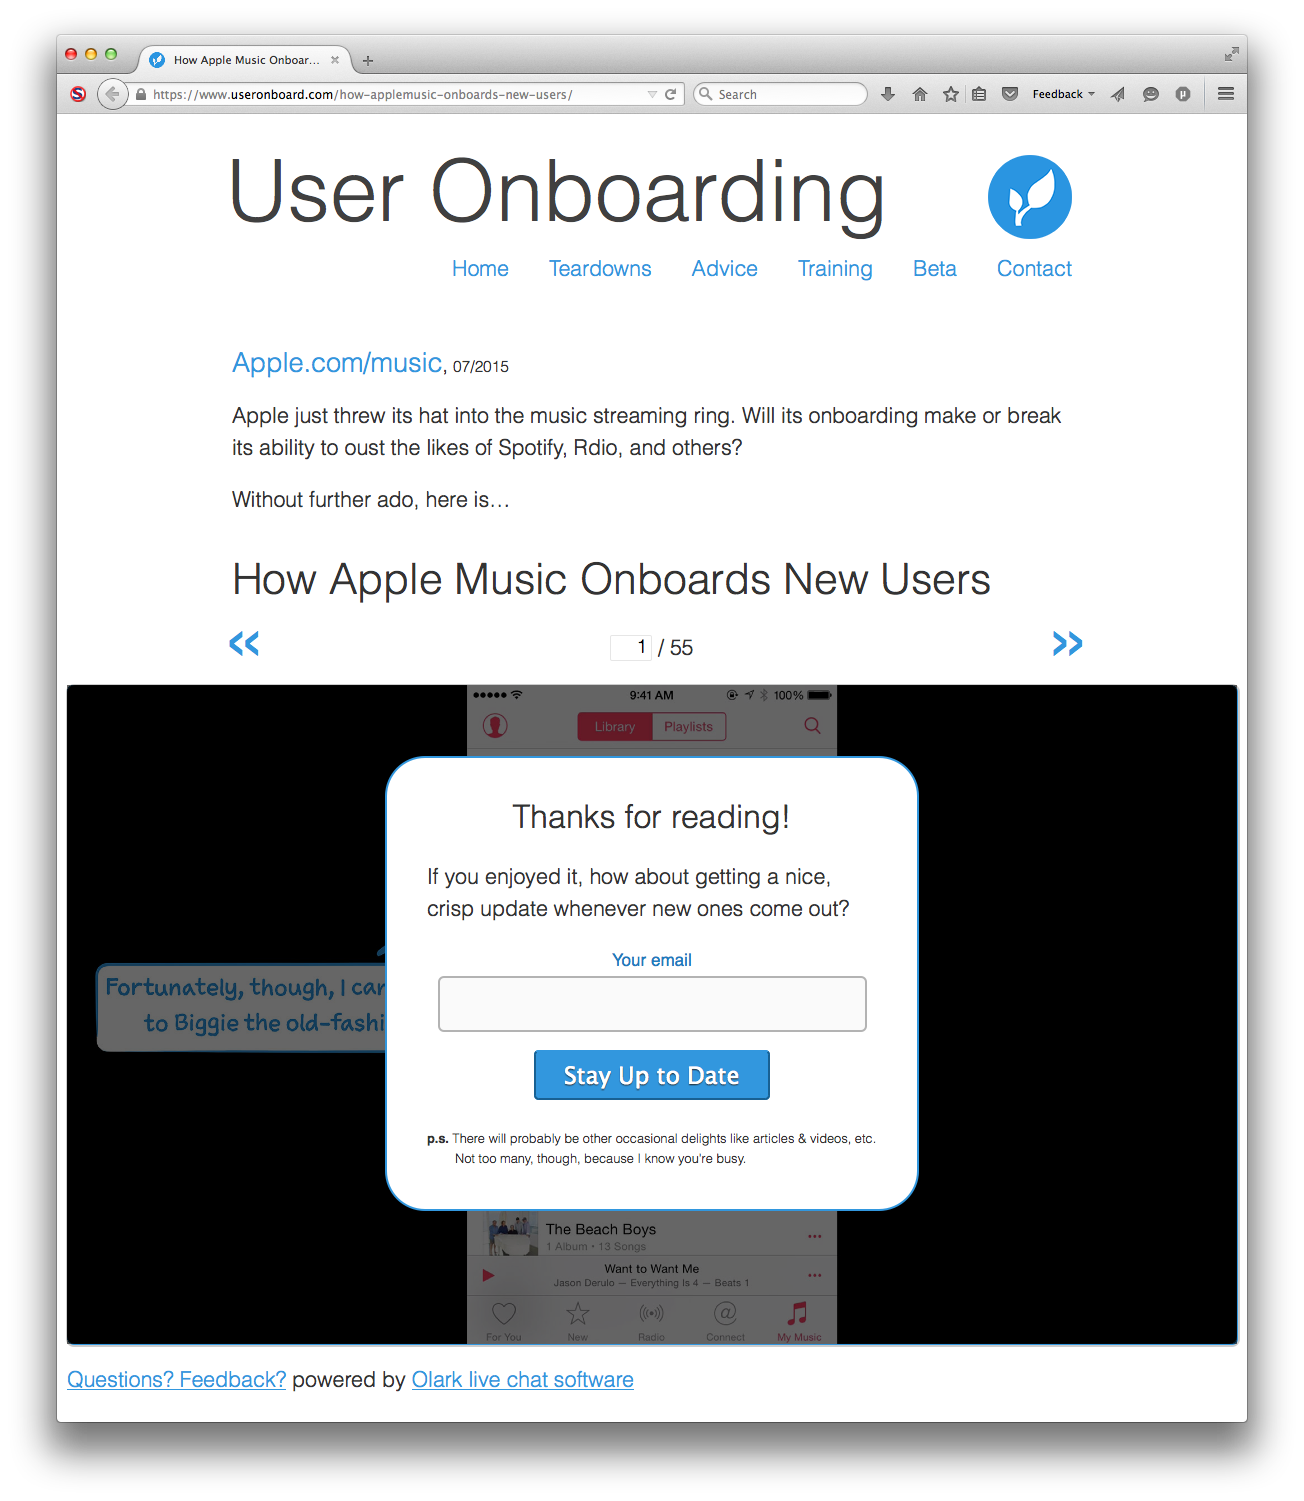 How Apple Music Onboar...
https://www.useronboard.com/how-applemusic-onboards-new-users/
Search
Feedback
User Onboarding
Home Teardowns Advice Training Beta Contact
Apple.com/music, 07/2015
Apple just threw its hat into the music streaming ring. Will its onboarding make or break
its ability to oust the likes of Spotify, Rdio, and others?
Without further ado, here is…
How Apple Music Onboards New Users
« 1 / 55 »
9:41 AM 100%
Library Playlists
Thanks for reading!
If you enjoyed it, how about getting a nice,
crisp update whenever new ones come out?
Your email
Fortunately, though, I can
to Biggie the old-fashi
Stay Up to Date
p.s. There will probably be other occasional delights like articles & videos, etc.
Not too many, though, because I know you're busy.
The Beach Boys
1 Album • 13 Songs
Want to Want Me
Jason Derulo — Everything Is 4 — Beats 1
For You New Radio Connect My Music
Questions? Feedback? powered by Olark live chat software